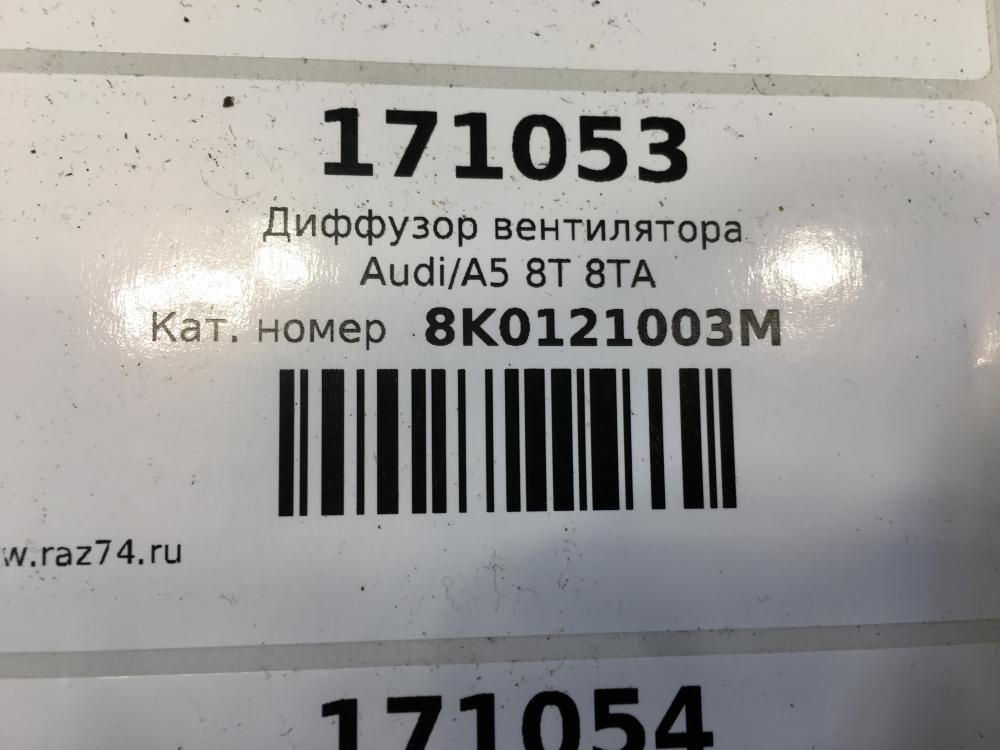 171053
Диффузор вентилятора
Audi/A5 8T 8TA
Кат. номер 8K0121003M
w.raz74.ru
171054